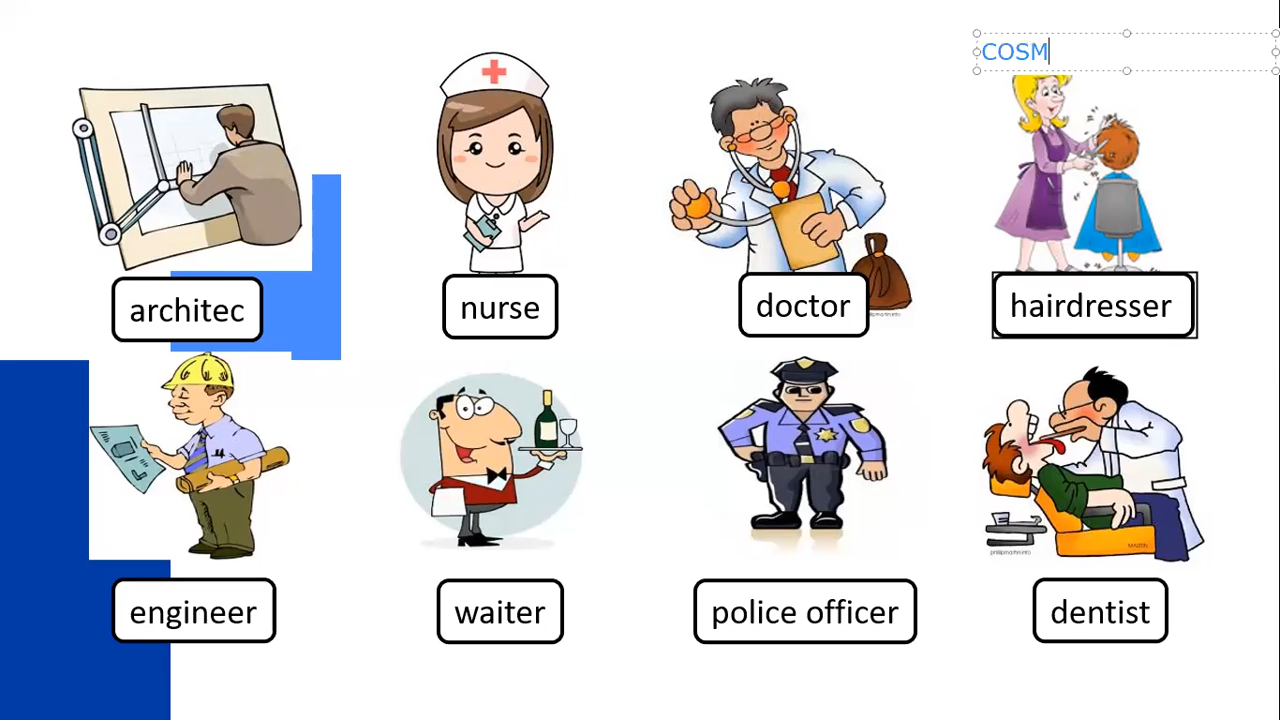 COSM
architec
nurse
doctor
hairdresser
engineer
waiter
police officer
dentist